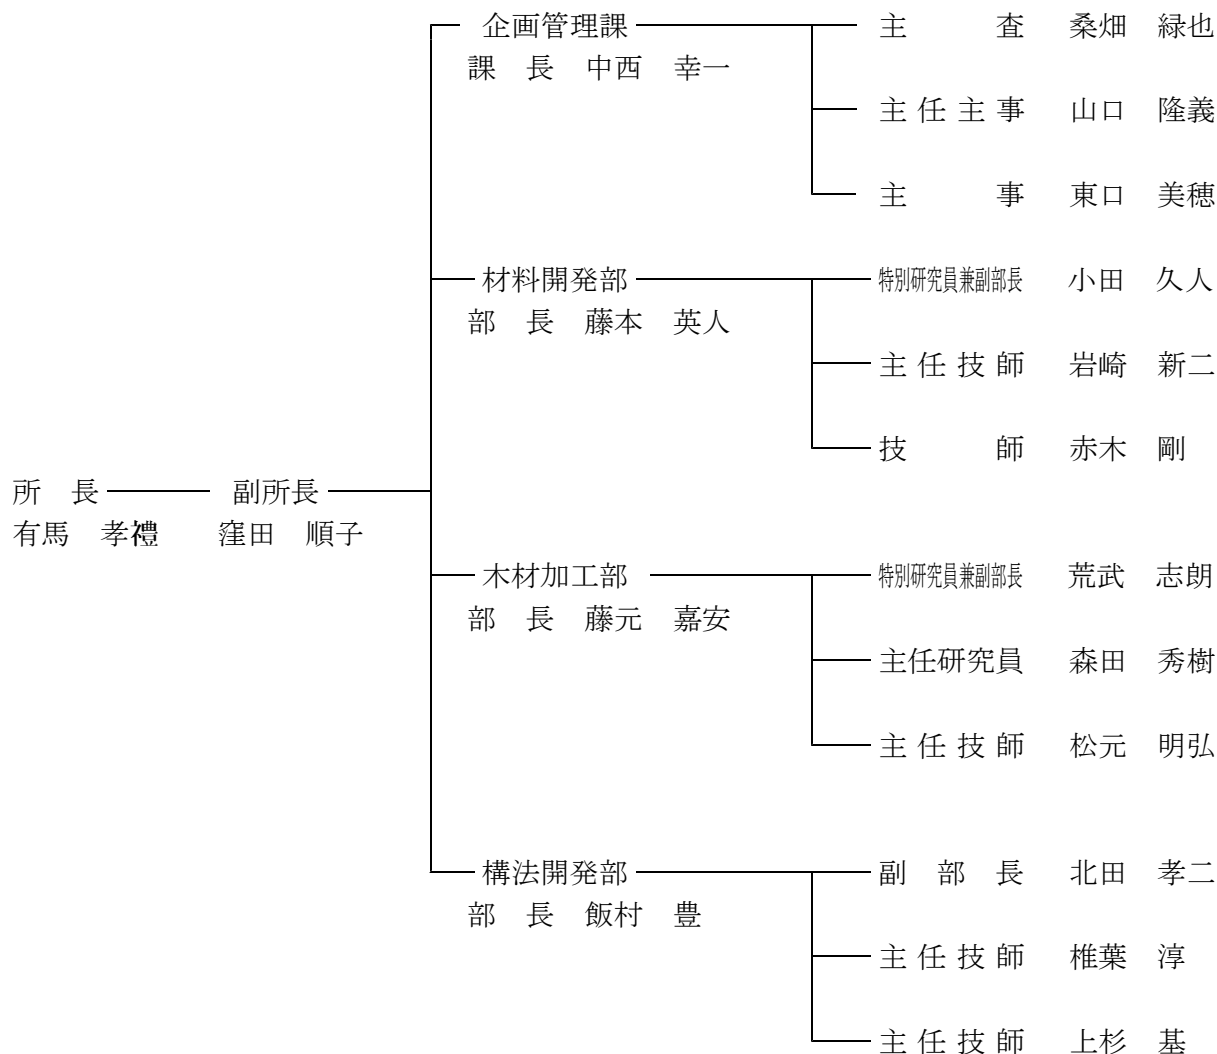 企画管理課 主 査 桑畑 緑也
課 長 中西 幸一
主任主事 山口 隆義
主 事 東口 美穂
材料開発部 特別研究員兼副部長 小田 久人
部 長 藤本 英人
主任技師 岩崎 新二
技 師 赤木 剛
所 長 副所長
有馬 孝禮 窪田 順子
木材加工部 特別研究員兼副部長 荒武 志朗
部 長 藤元 嘉安
主任研究員 森田 秀樹
主任技師 松元 明弘
構法開発部 副 部 長 北田 孝二
部 長 飯村 豊
主任技師 椎葉 淳
主任技師 上杉 基